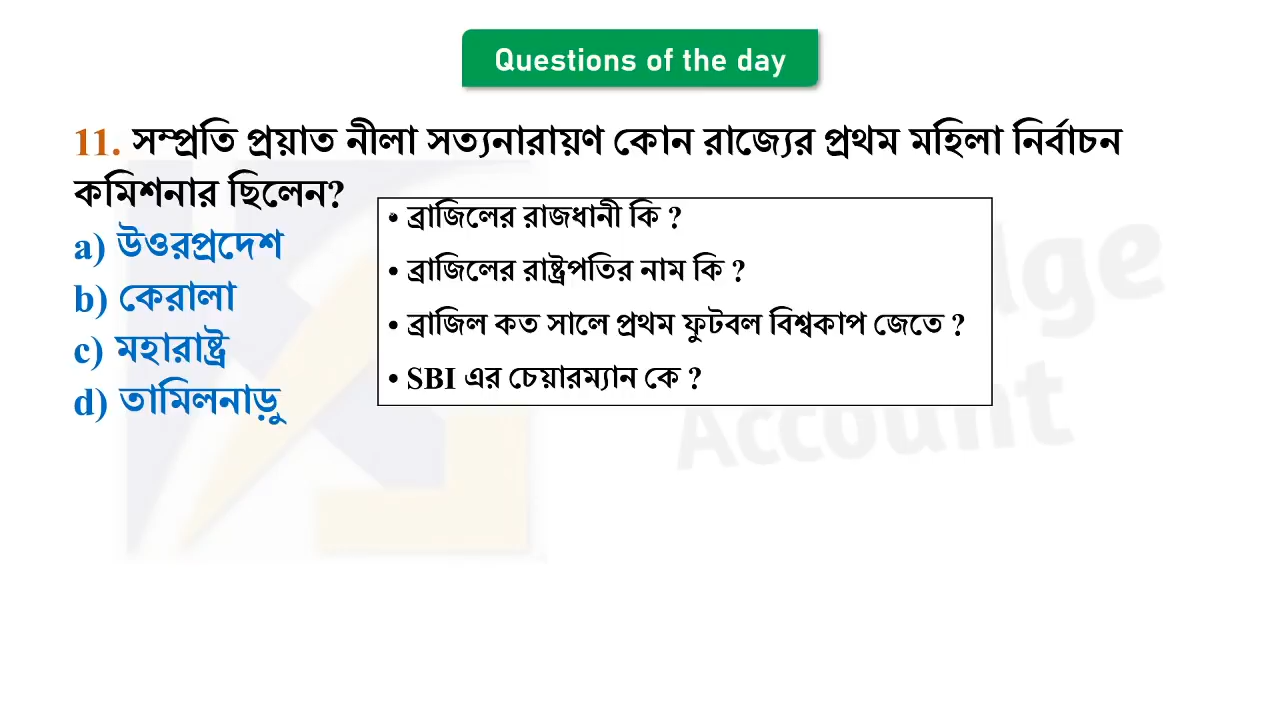 Questions of the day
11. সম্প্রতি প্রয়াত নীলা সত্যনারায়ণ কোন রাজ্যের প্রথম মহিলা নির্বাচন
কমিশনার ছিলেন?
a) উওরপ্রদেশ
b) কেরালা
c) মহারাষ্ট্র
d) তামিলনাড়ু
• ব্রাজিলের রাজধানী কি ?
• ব্রাজিলের রাষ্ট্রপতির নাম কি ?
• ব্রাজিল কত সালে প্রথম ফুটবল বিশ্বকাপ জেতে ?
• SBI এর চেয়ারম্যান কে ?
Account